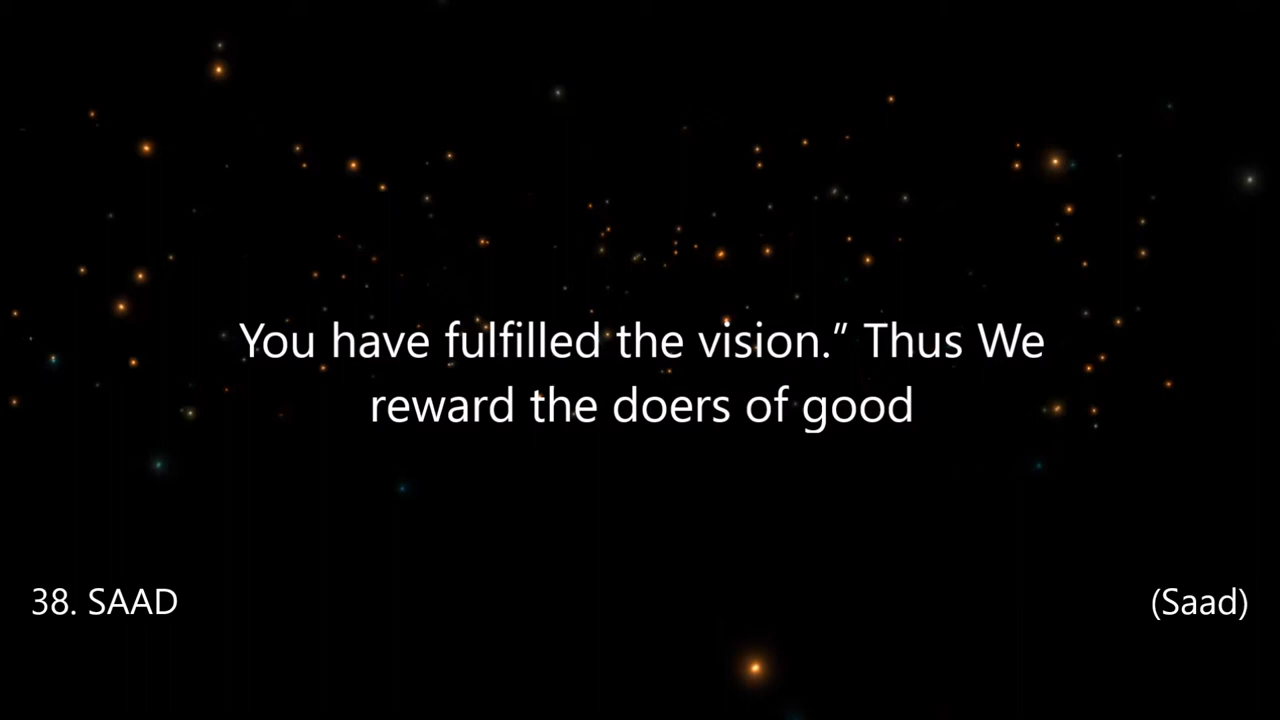 You have fulfilled the vision.” Thus We
reward the doers of good
38. SAAD
(Saad)